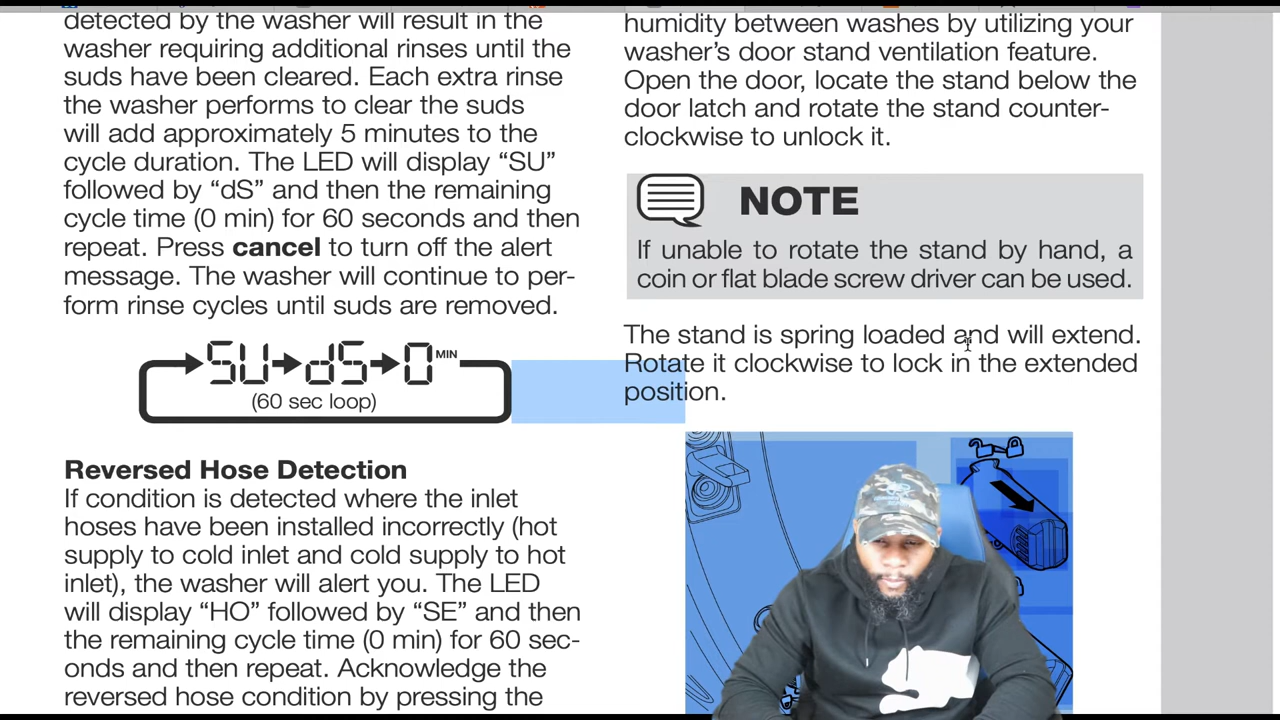 detected by the washer will result in the
washer requiring additional rinses until the
suds have been cleared. Each extra rinse
the washer performs to clear the suds
will add approximately 5 minutes to the
cycle duration. The LED will display “SU”
followed by “dS” and then the remaining
cycle time (0 min) for 60 seconds and then
repeat. Press cancel to turn off the alert
message. The washer will continue to per-
form rinse cycles until suds are removed.
SU dS 0 MIN
(60 sec loop)
Reversed Hose Detection
If condition is detected where the inlet
hoses have been installed incorrectly (hot
supply to cold inlet and cold supply to hot
inlet), the washer will alert you. The LED
will display “HO” followed by “SE” and then
the remaining cycle time (0 min) for 60 sec-
onds and then repeat. Acknowledge the
reversed hose condition by pressing the
humidity between washes by utilizing your
washer’s door stand ventilation feature.
Open the door, locate the stand below the
door latch and rotate the stand counter-
clockwise to unlock it.
NOTE
If unable to rotate the stand by hand, a
coin or flat blade screw driver can be used.
The stand is spring loaded and will extend.
Rotate it clockwise to lock in the extended
position.